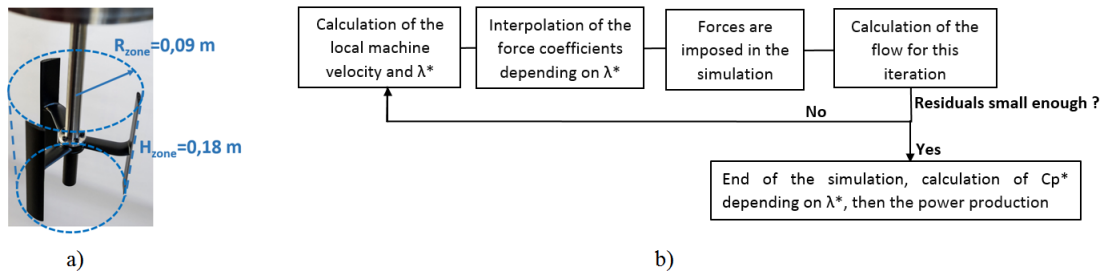 R_zone=0,09 m
H_zone=0,18 m
a)
Calculation of the
local machine
velocity and λ*
Interpolation of the
force coefficients
depending on λ*
Forces are
imposed in the
simulation
Calculation of the
flow for this
iteration
Residuals small enough ?
No
Yes
End of the simulation, calculation of Cp*
depending on λ*, then the power production
b)